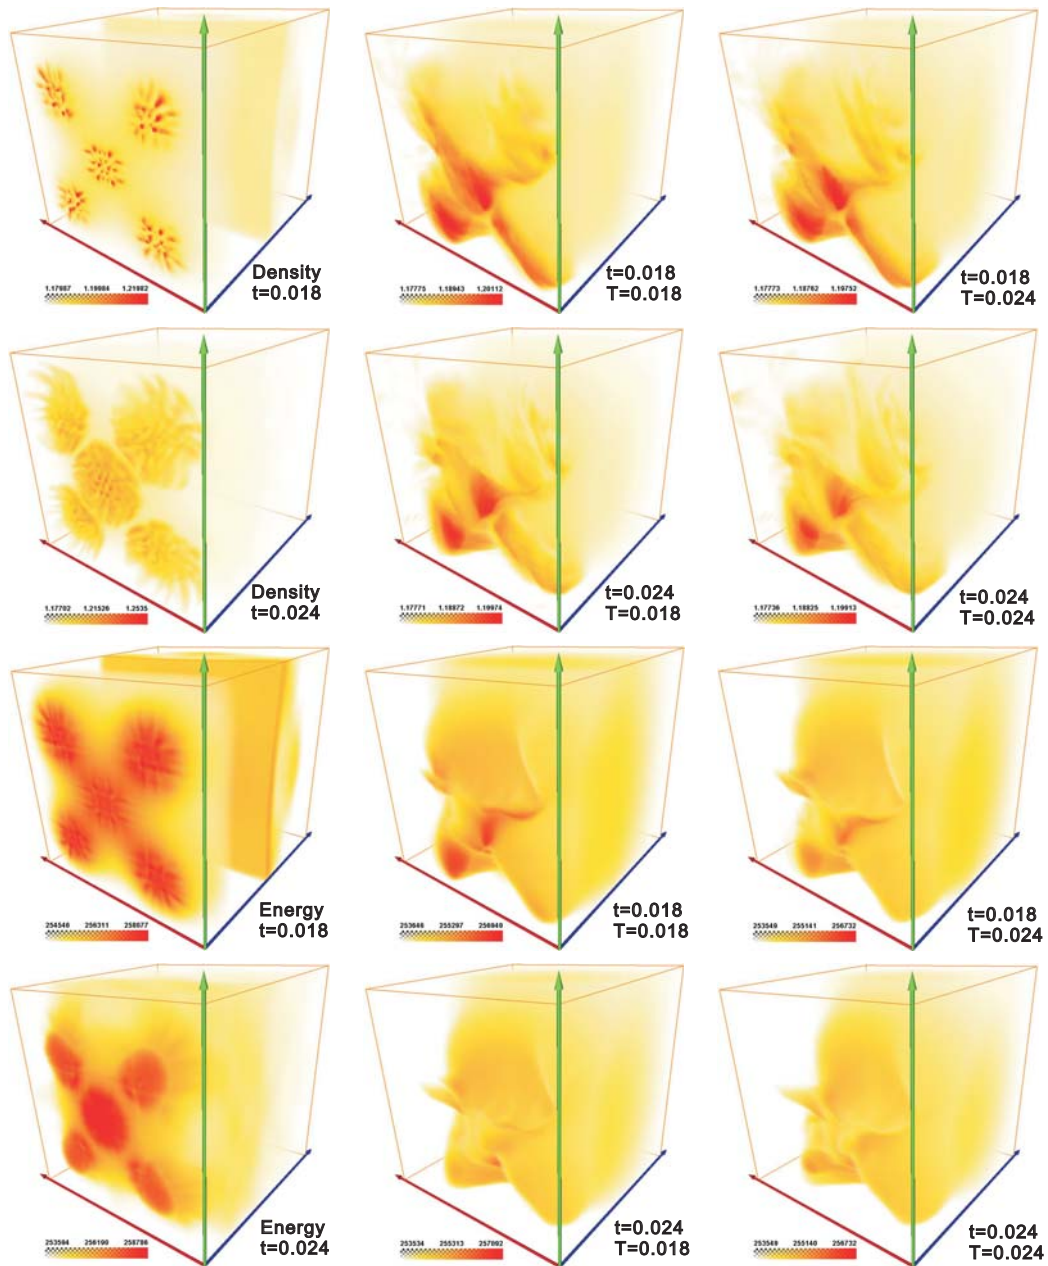 Density
t=0.018
1.17987 1.19984 1.21982
t=0.018
T=0.018
1.17775 1.18943 1.20112
t=0.018
T=0.024
1.17773 1.18762 1.19752
Density
t=0.024
1.17702 1.21526 1.2535
t=0.024
T=0.018
1.17771 1.18872 1.19974
t=0.024
T=0.024
1.17736 1.18825 1.19913
Energy
t=0.018
254546 256311 258077
t=0.018
T=0.018
253646 255297 256949
t=0.018
T=0.024
253549 255141 256732
Energy
t=0.024
253594 256190 258786
t=0.024
T=0.018
253534 255313 257092
t=0.024
T=0.024
253549 255140 256732